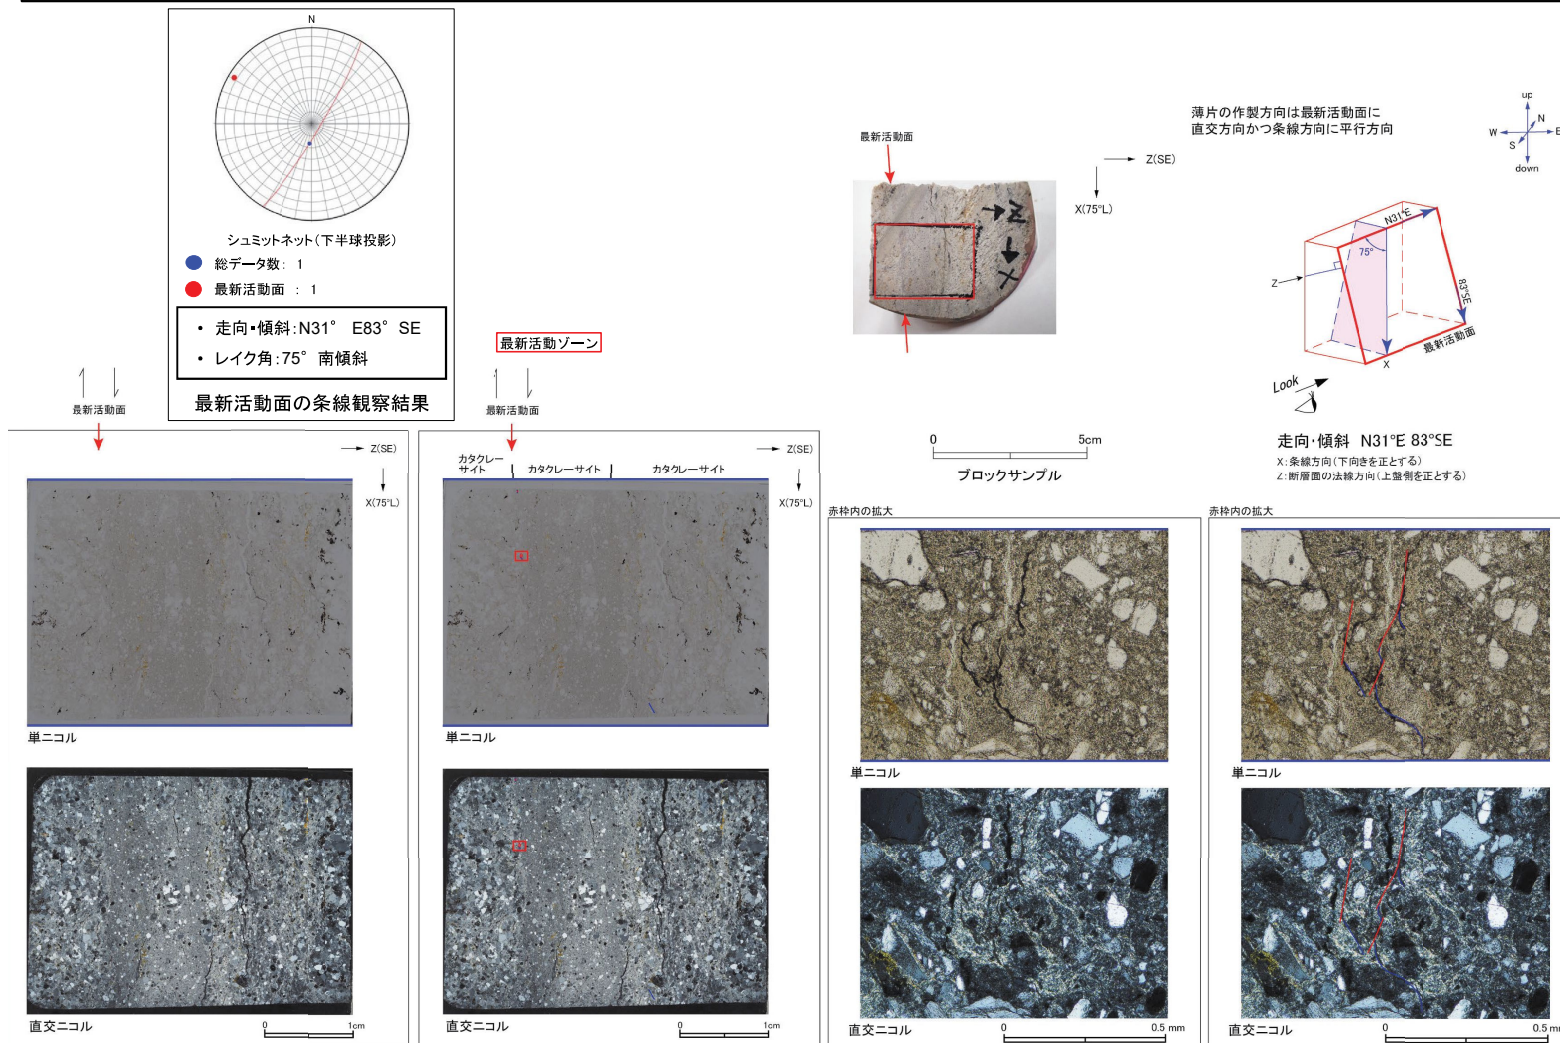 N
シュミットネット(下半球投影)
総データ数: 1
最新活動面 : 1
• 走向・傾斜:N31° E83° SE
• レイク角:75° 南傾斜
最新活動面の条線観察結果
最新活動面
Z(SE)
X(75°L)
単ニコル
直交ニコル
0 1cm
最新活動ゾーン
最新活動面
Z(SE)
X(75°L)
カタクレー
サイト
カタクレーサイト
カタクレーサイト
単ニコル
直交ニコル
0 1cm
最新活動面
Z(SE)
X(75°L)
Z
X
0 5cm
ブロックサンプル
薄片の作製方向は最新活動面に
直交方向かつ条線方向に平行方向
up
N
W
E
S
down
N31°E
75°
Z
83°SE
最新活動面
X
Look
走向・傾斜 N31°E 83°SE
X:条線方向(下向きを正とする)
Z:断層面の法線方向(上盤側を正とする)
赤枠内の拡大
単ニコル
直交ニコル
0 0.5 mm
赤枠内の拡大
単ニコル
直交ニコル
0 0.5 mm